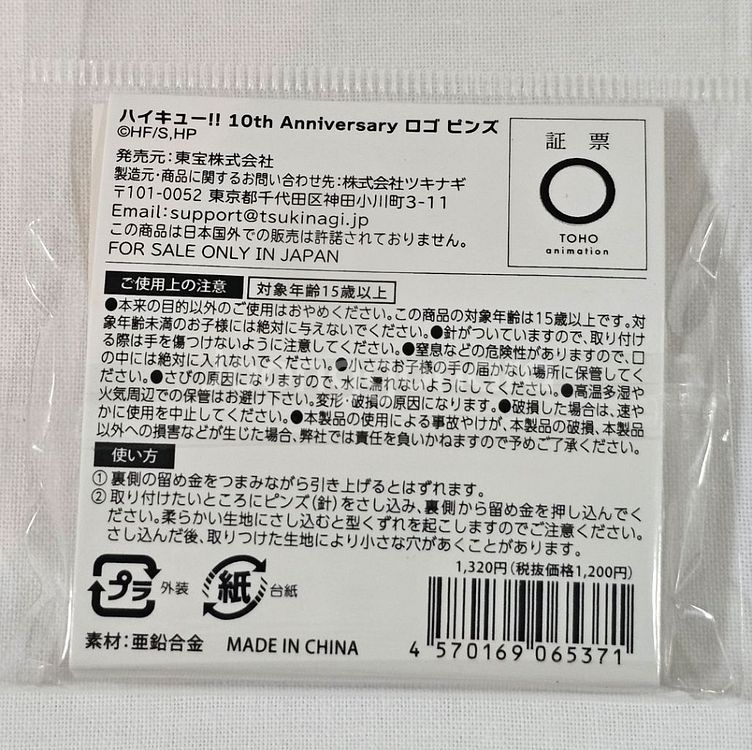 ハイキュー!! 10th Anniversary ロゴ ピンズ
©HF/S,HP
証 票
TOHO
animation
発売元:東宝株式会社
製造元・商品に関するお問い合わせ先:株式会社ツキナギ
〒101-0052 東京都千代田区神田小川町3-11
Email:support@tsukinagi.jp
この商品は日本国外での販売は許諾されておりません。
FOR SALE ONLY IN JAPAN
ご使用上の注意 対象年齢15歳以上
●本来の目的以外のご使用はおやめください。この商品の対象年齢は15歳以上です。対
象年齢未満のお子様には絶対に与えないでください。●針がついていますので、取り付け
る際は手を傷つけないように注意してください。●窒息などの危険性がありますので、口
の中には絶対に入れないでください。●小さなお子様の手の届かない場所に保管してく
ださい。●さびの原因になりますので、水に濡れないようにしてください。●高温多湿や
火気周辺での保管はお避け下さい。変形・破損の原因になります。●破損した場合は、速や
かに使用を中止してください。●本製品の使用による事故やけが、本製品の破損、本製品
以外への損害などが生じた場合、弊社では責任を負いかねますので予めご了承ください。
使い方
①裏側の留め金をつまみながら引き上げるとはずれます。
②取り付けたいところにピンズ(針)をさし込み、裏側から留め金を押し込んでく
ださい。柔らかい生地にさし込むと型くずれを起こしますのでご注意ください。
さし込んだ後、取りつけた生地により小さな穴があくことがあります。
1,320円(税抜価格1,200円)
プラ 外装 紙 台紙
素材:亜鉛合金 MADE IN CHINA
4 570169 065371